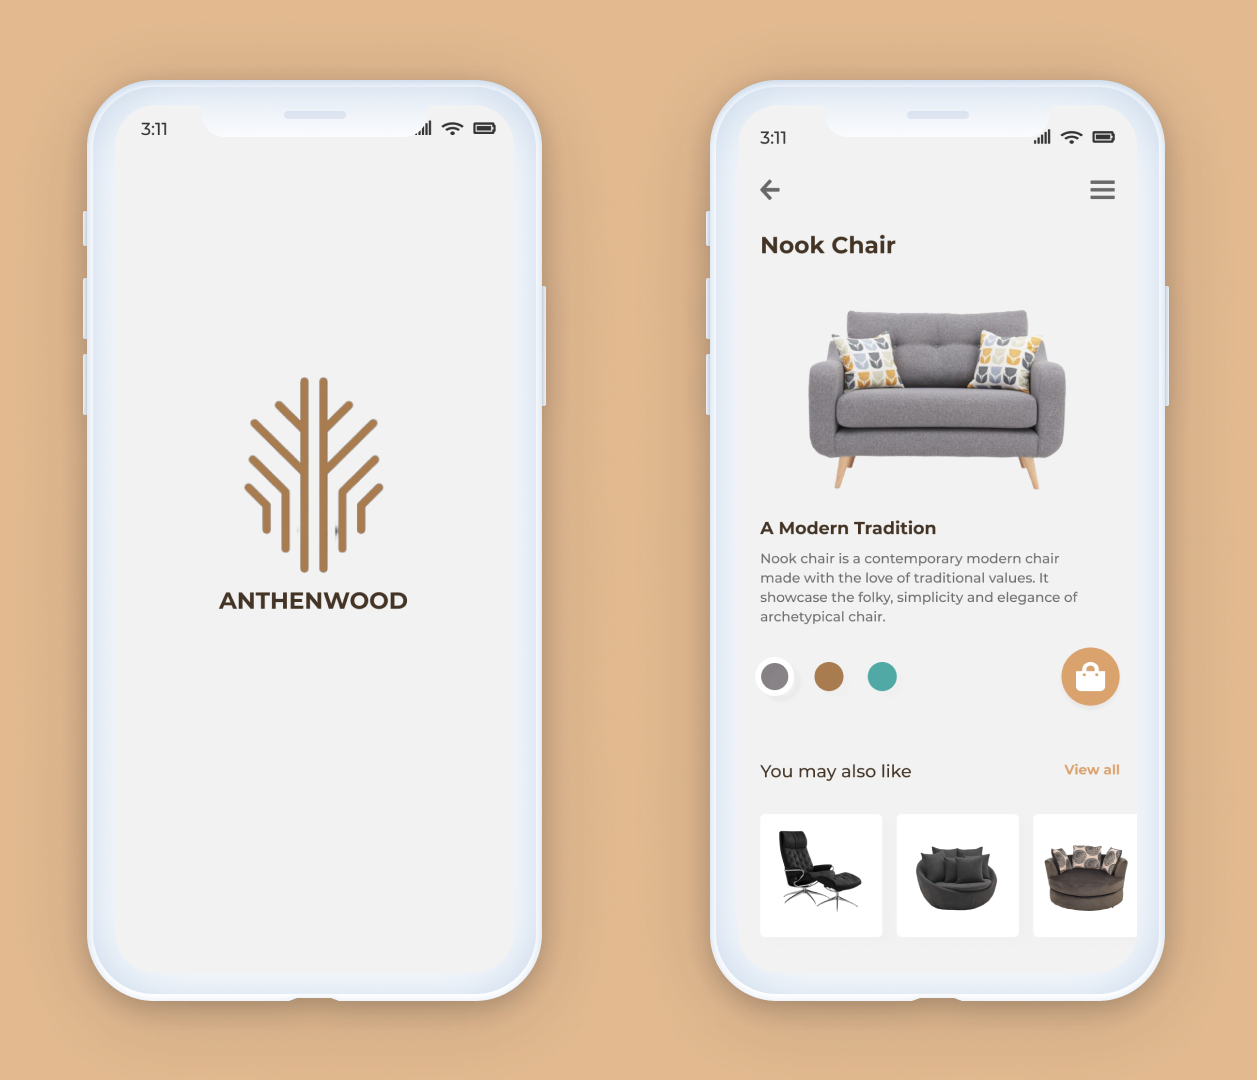 3:11
ANTHENWOOD
3:11
Nook Chair
A Modern Tradition
Nook chair is a contemporary modern chair
made with the love of traditional values. It
showcase the folky, simplicity and elegance of
archetypical chair.
You may also like
View all